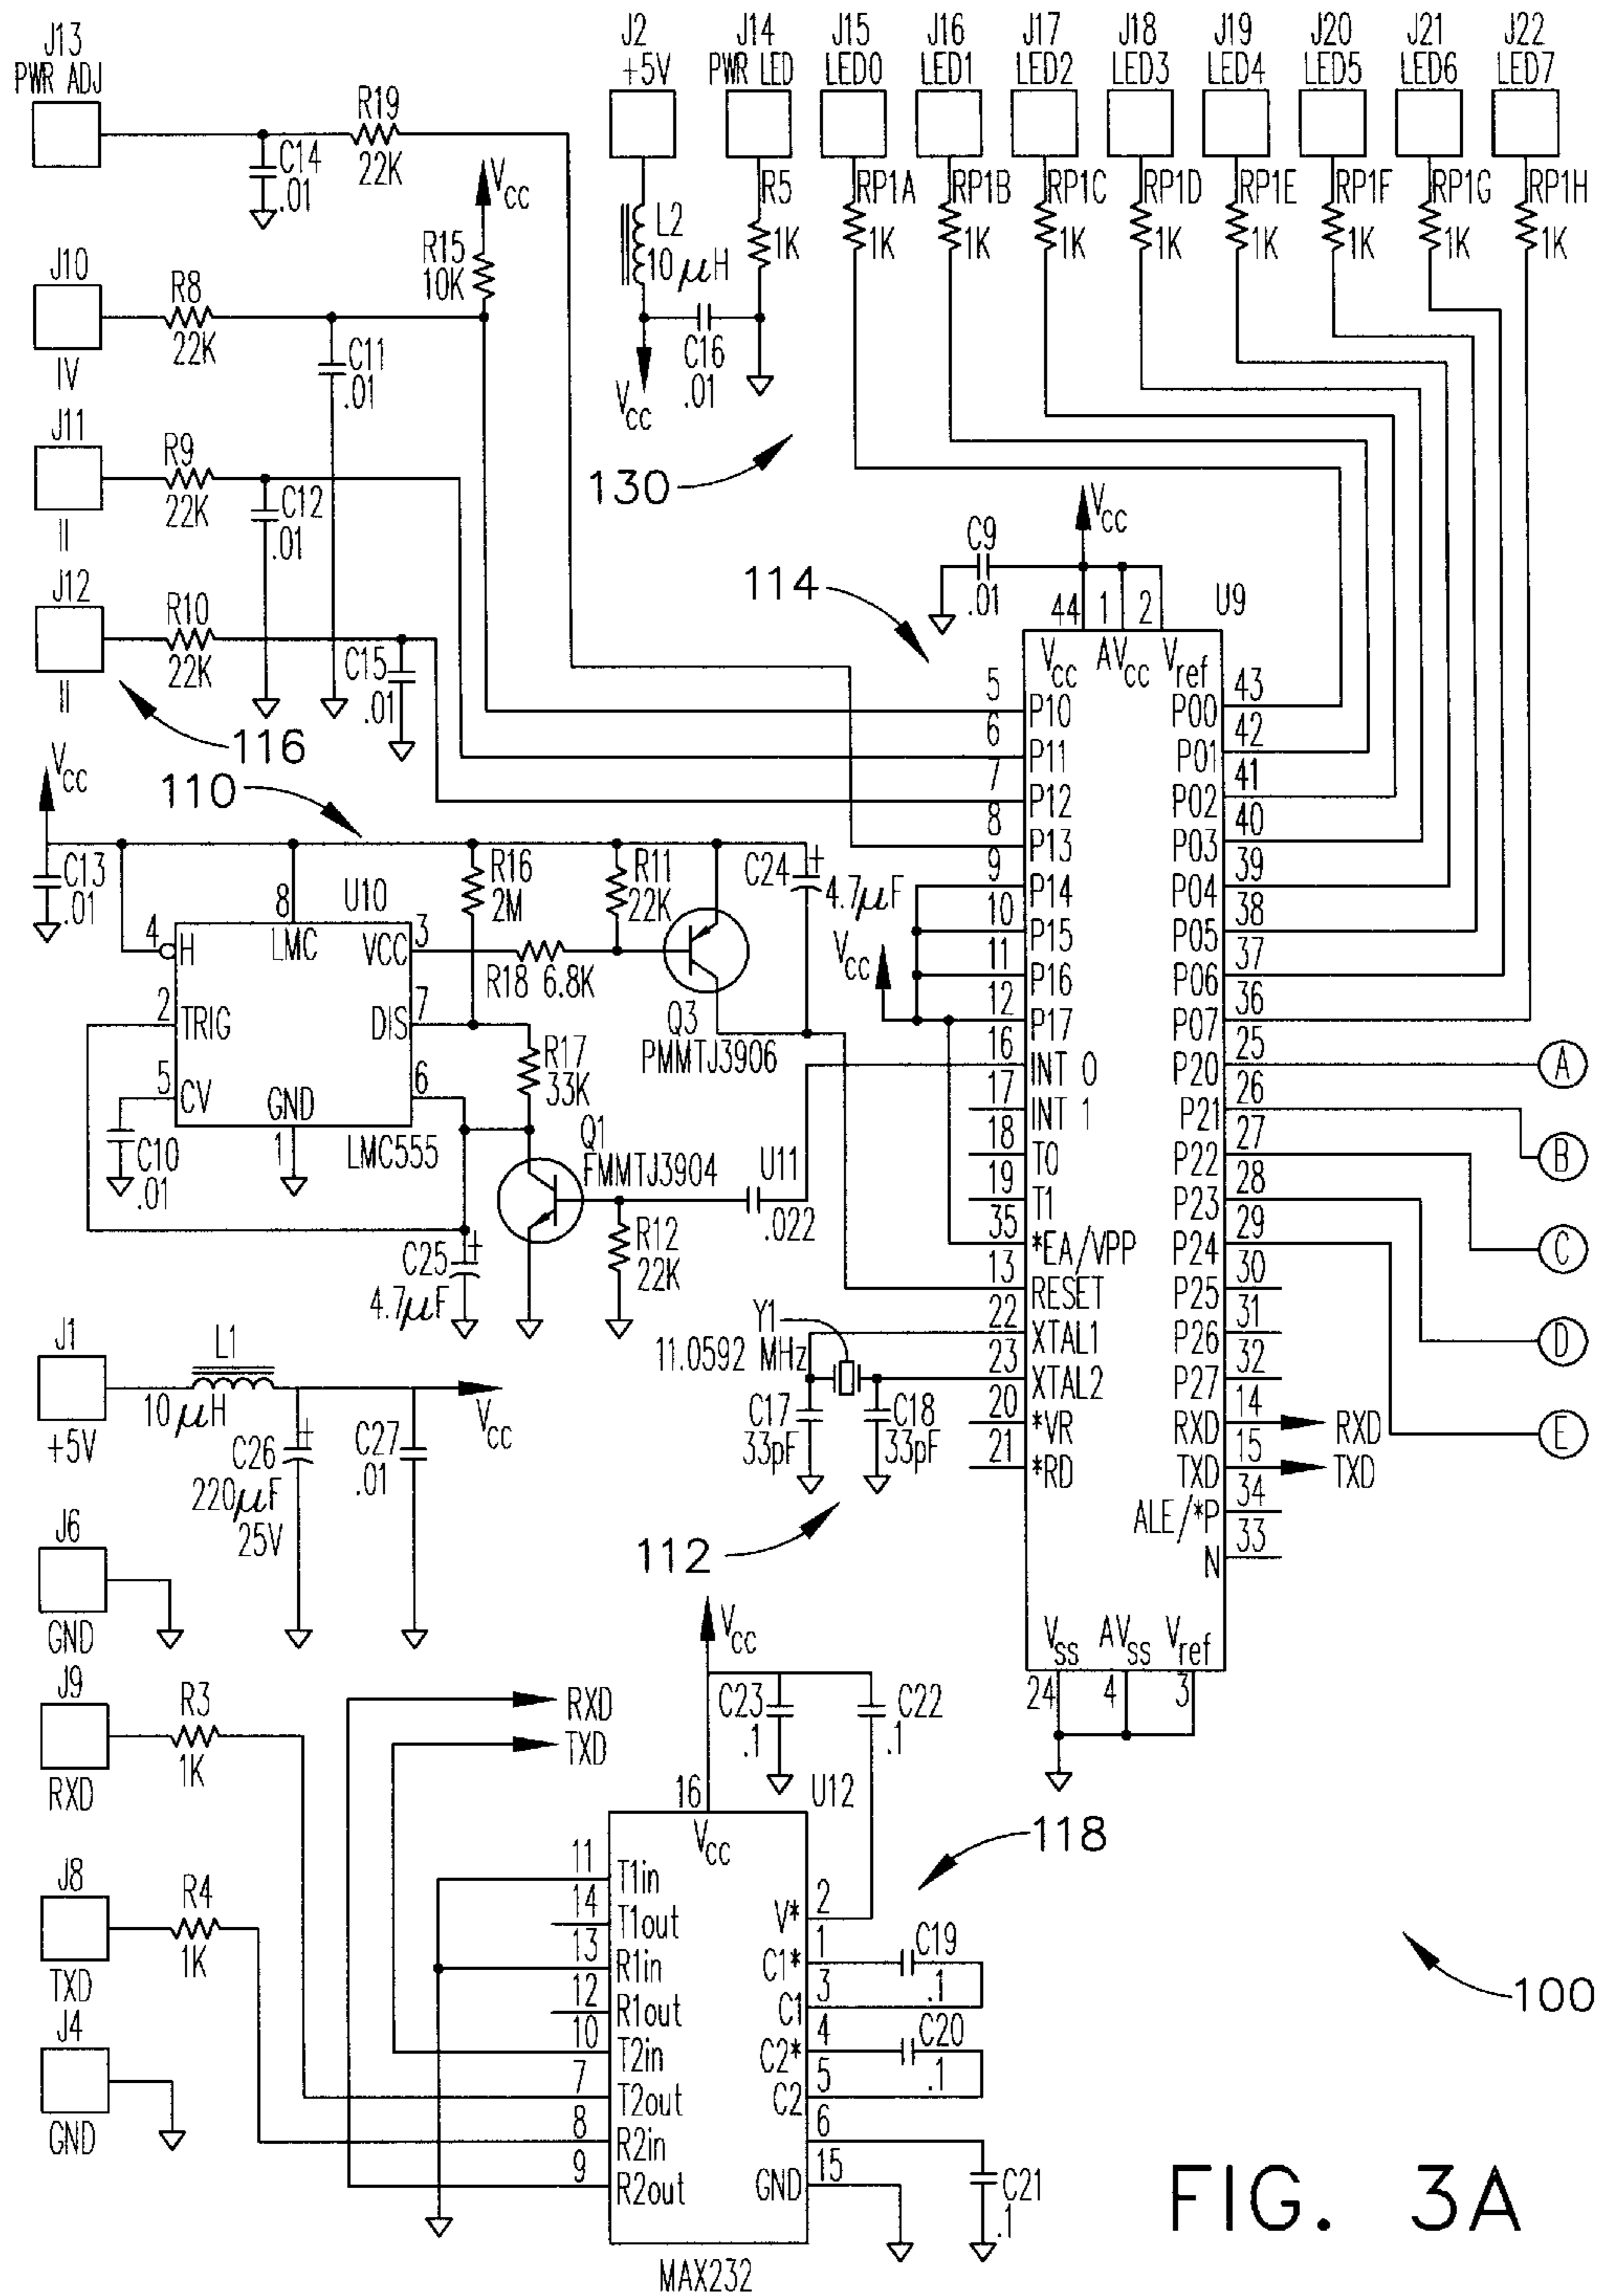 J13
PWR ADJ
J2
+5V
J14
PWR LED
J15
LED0
J16
LED1
J17
LED2
J18
LED3
J19
LED4
J20
LED5
J21
LED6
J22
LED7
R19
22K
C14
.01
Vcc
R15
10K
L2
10 μH
R5
1K
RP1A
1K
RP1B
1K
RP1C
1K
RP1D
1K
RP1E
1K
RP1F
1K
RP1G
1K
RP1H
1K
J10
IV
R8
22K
C11
.01
C16
.01
Vcc
J11
II
R9
22K
C12
.01
130
J12
II
R10
22K
C15
.01
116
114
C9
.01
Vcc
44
1
2
U9
Vcc
AVcc
Vref
5
P10
6
P11
7
P12
8
P13
9
P14
10
P15
11
P16
12
P17
16
INT 0
17
INT 1
18
T0
19
T1
35
*EA/VPP
13
RESET
22
XTAL1
23
XTAL2
20
*VR
21
*RD
43
P00
42
P01
41
P02
40
P03
39
P04
38
P05
37
P06
36
P07
25
P20
26
P21
27
P22
28
P23
29
P24
30
P25
31
P26
32
P27
14
RXD
RXD
15
TXD
TXD
34
ALE/*P
33
N
Vss
AVss
Vref
24
4
3
A
B
C
D
E
Vcc
110
C13
.01
8
U10
4
H
LMC
VCC
3
2
TRIG
DIS
7
5
CV
GND
6
1
LMC555
C10
.01
R16
2M
R11
22K
C24
+
4.7μF
R18 6.8K
Q3
PMMTJ3906
Vcc
R17
33K
Q1
FMMTJ3904
U11
.022
R12
22K
C25
+
4.7μF
Y1
11.0592 MHz
C17
33pF
C18
33pF
112
J1
+5V
L1
10 μH
C26
+
220μF
25V
C27
.01
Vcc
J6
GND
J9
RXD
R3
1K
J8
TXD
R4
1K
J4
GND
RXD
TXD
Vcc
C23
.1
C22
.1
16
U12
Vcc
118
11
T1in
14
T1out
13
R1in
12
R1out
10
T2in
7
T2out
8
R2in
9
R2out
2
V*
1
C1*
3
C1
4
C2*
5
C2
6
15
GND
C19
.1
C20
.1
C21
.1
MAX232
100
FIG. 3A